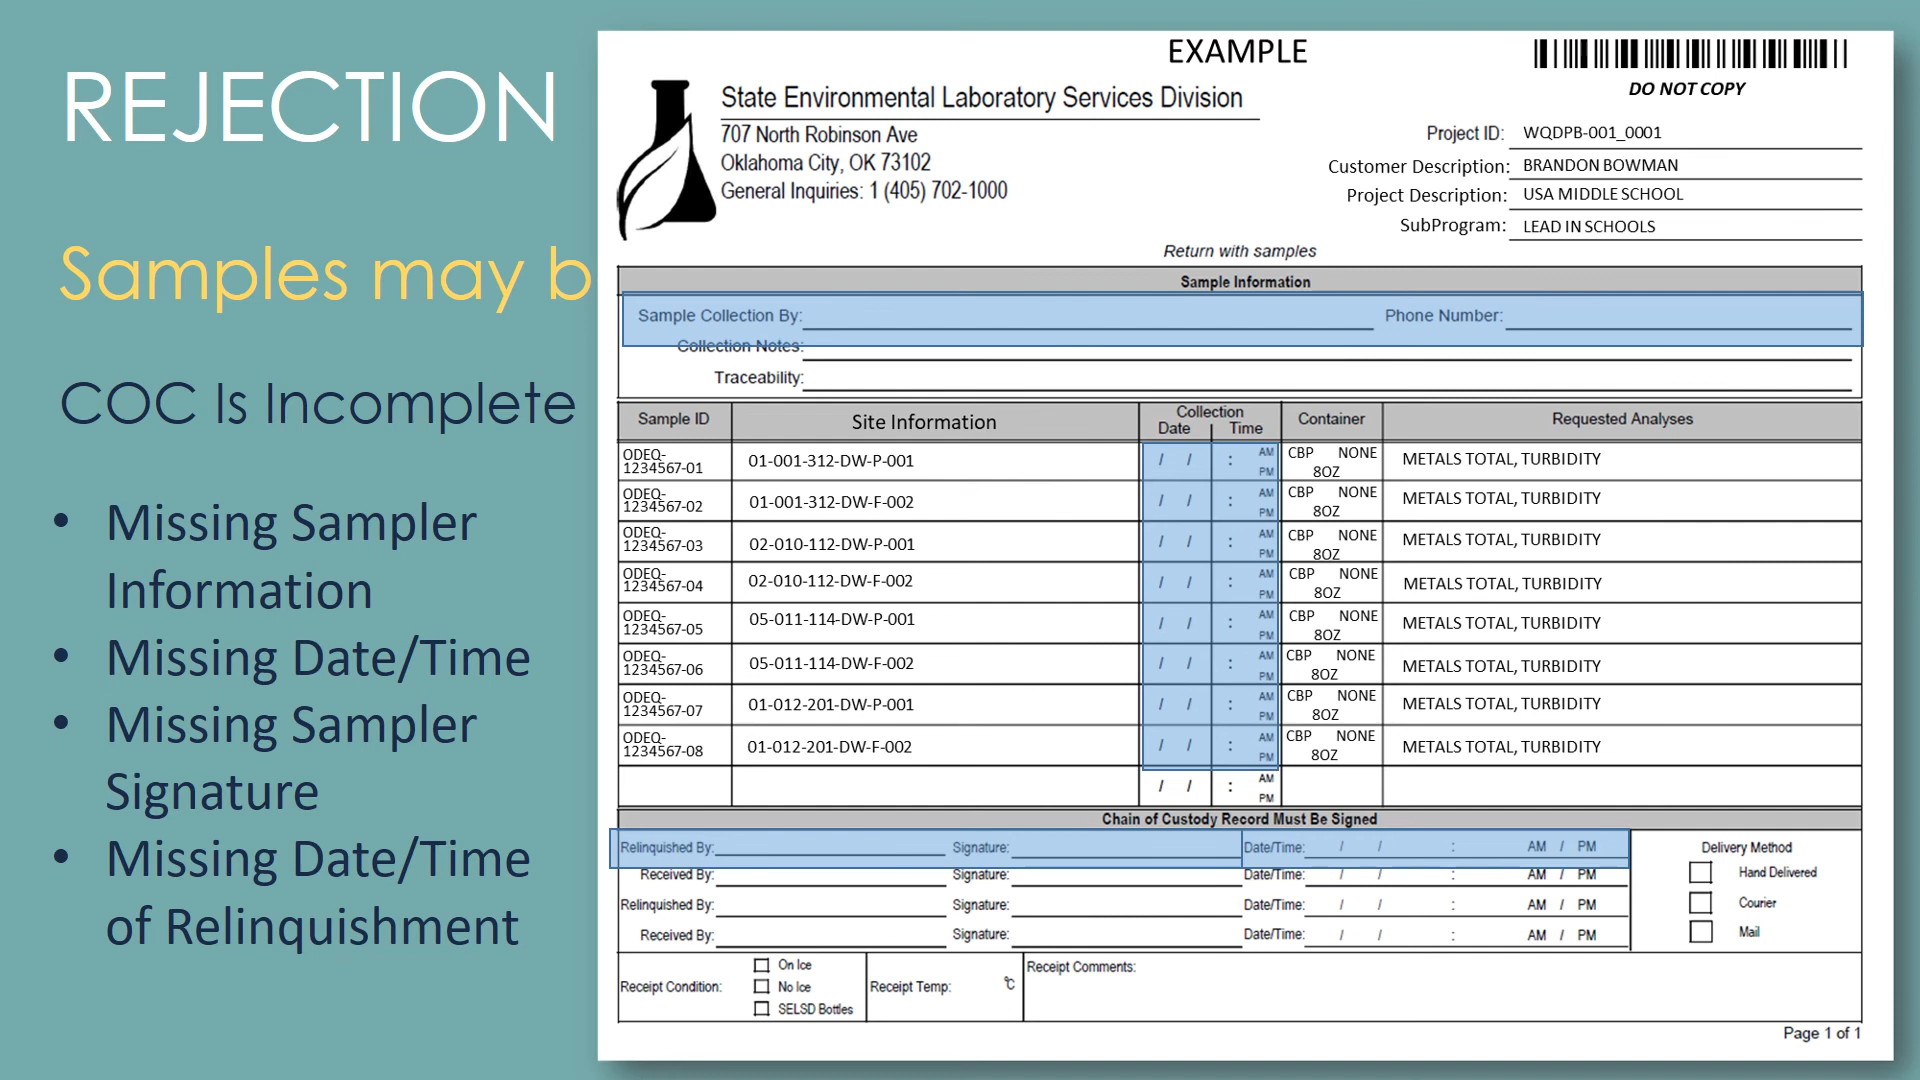 REJECTION
Samples may b
COC Is Incomplete
• Missing Sampler
Information
• Missing Date/Time
• Missing Sampler
Signature
• Missing Date/Time
of Relinquishment
EXAMPLE
DO NOT COPY
State Environmental Laboratory Services Division
707 North Robinson Ave
Oklahoma City, OK 73102
General Inquiries: 1 (405) 702-1000
Project ID: WQDPB-001_0001
Customer Description: BRANDON BOWMAN
Project Description: USA MIDDLE SCHOOL
SubProgram: LEAD IN SCHOOLS
Return with samples
Sample Information
Sample Collection By: Phone Number:
Collection Notes:
Traceability:
Sample ID Site Information Collection Date Time Container Requested Analyses
ODEQ-1234567-01 01-001-312-DW-P-001 / / : AM PM CBP NONE 8OZ METALS TOTAL, TURBIDITY
ODEQ-1234567-02 01-001-312-DW-F-002 / / : AM PM CBP NONE 8OZ METALS TOTAL, TURBIDITY
ODEQ-1234567-03 02-010-112-DW-P-001 / / : AM PM CBP NONE 8OZ METALS TOTAL, TURBIDITY
ODEQ-1234567-04 02-010-112-DW-F-002 / / : AM PM CBP NONE 8OZ METALS TOTAL, TURBIDITY
ODEQ-1234567-05 05-011-114-DW-P-001 / / : AM PM CBP NONE 8OZ METALS TOTAL, TURBIDITY
ODEQ-1234567-06 05-011-114-DW-F-002 / / : AM PM CBP NONE 8OZ METALS TOTAL, TURBIDITY
ODEQ-1234567-07 01-012-201-DW-P-001 / / : AM PM CBP NONE 8OZ METALS TOTAL, TURBIDITY
ODEQ-1234567-08 01-012-201-DW-F-002 / / : AM PM CBP NONE 8OZ METALS TOTAL, TURBIDITY
/ / : AM PM
Chain of Custody Record Must Be Signed
Relinquished By: Signature: Date/Time: / / : AM / PM
Received By: Signature: Date/Time: / / : AM / PM
Relinquished By: Signature: Date/Time: / / : AM / PM
Received By: Signature: Date/Time: / / : AM / PM
Delivery Method
Hand Delivered
Courier
Mail
Receipt Condition:
On Ice
No Ice
SELSD Bottles
Receipt Temp: °C
Receipt Comments:
Page 1 of 1